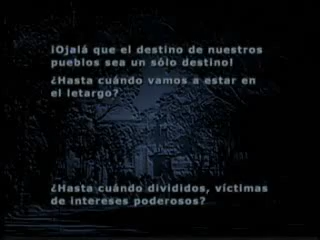 ¡Ojalá que el destino de nuestros
pueblos sea un sólo destino!
¿Hasta cuándo vamos a estar en
el letargo?
¿Hasta cuándo divididos, víctimas
de intereses poderosos?